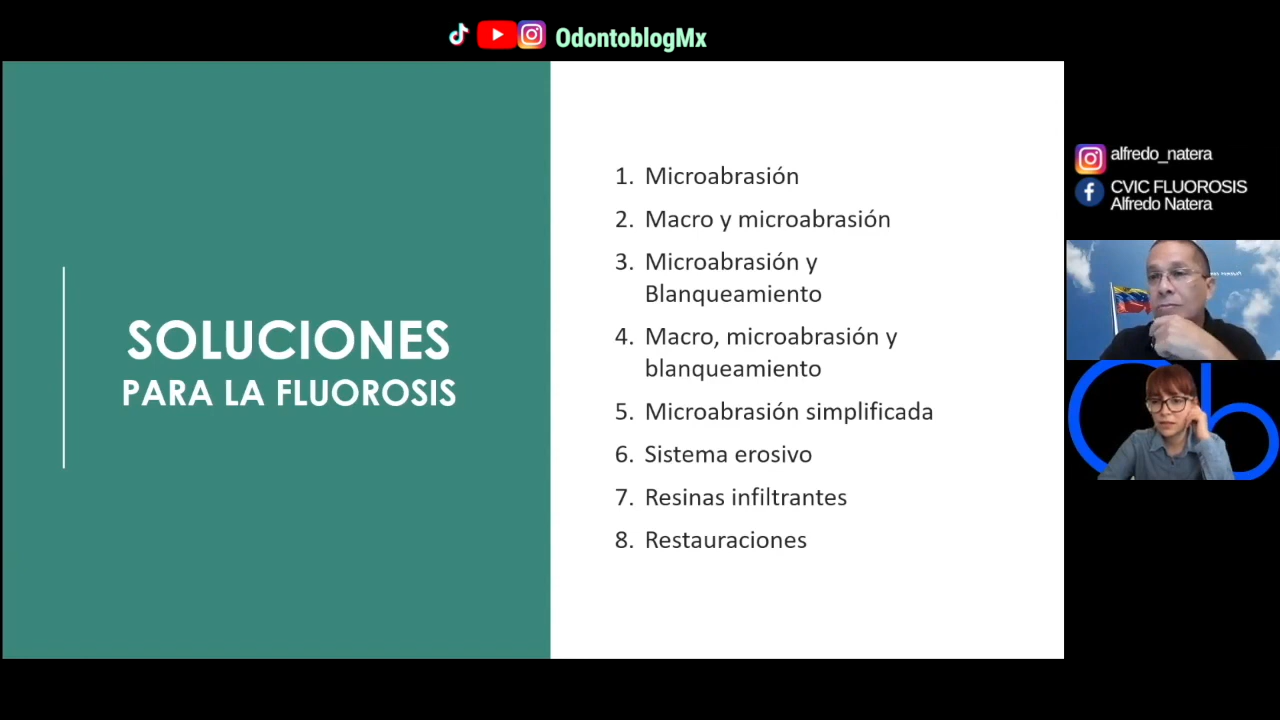 OdontoblogMx
SOLUCIONES
PARA LA FLUOROSIS
1. Microabrasión
2. Macro y microabrasión
3. Microabrasión y
Blanqueamiento
4. Macro, microabrasión y
blanqueamiento
5. Microabrasión simplificada
6. Sistema erosivo
7. Resinas infiltrantes
8. Restauraciones
alfredo_natera
CVIC FLUOROSIS
Alfredo Natera